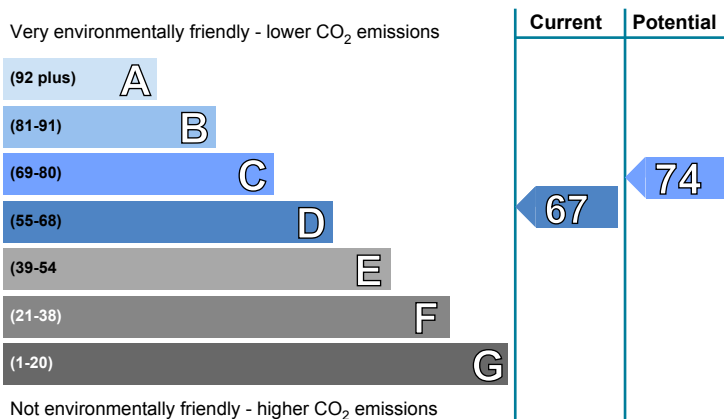 Very environmentally friendly - lower CO2 emissions
Current
Potential
(92 plus) A
(81-91) B
(69-80) C
(55-68) D
(39-54 E
(21-38) F
(1-20) G
67
74
Not environmentally friendly - higher CO2 emissions